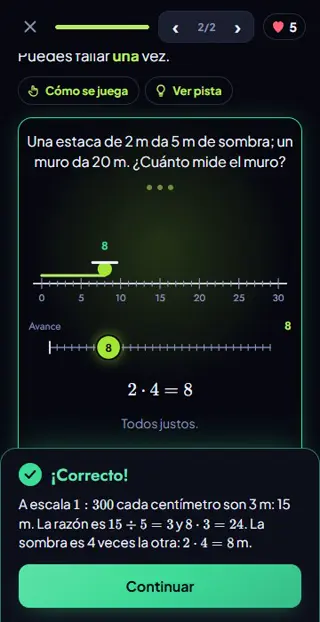 2/2
5
Puedes fallar una vez.
Cómo se juega
Ver pista
Una estaca de 2 m da 5 m de sombra; un
muro da 20 m. ¿Cuánto mide el muro?
8
0 5 10 15 20 25 30
Avance
8
8
2 · 4 = 8
Todos justos.
¡Correcto!
A escala 1 : 300 cada centímetro son 3 m: 15
m. La razón es 15 ÷ 5 = 3 y 8 · 3 = 24. La
sombra es 4 veces la otra: 2 · 4 = 8 m.
Continuar